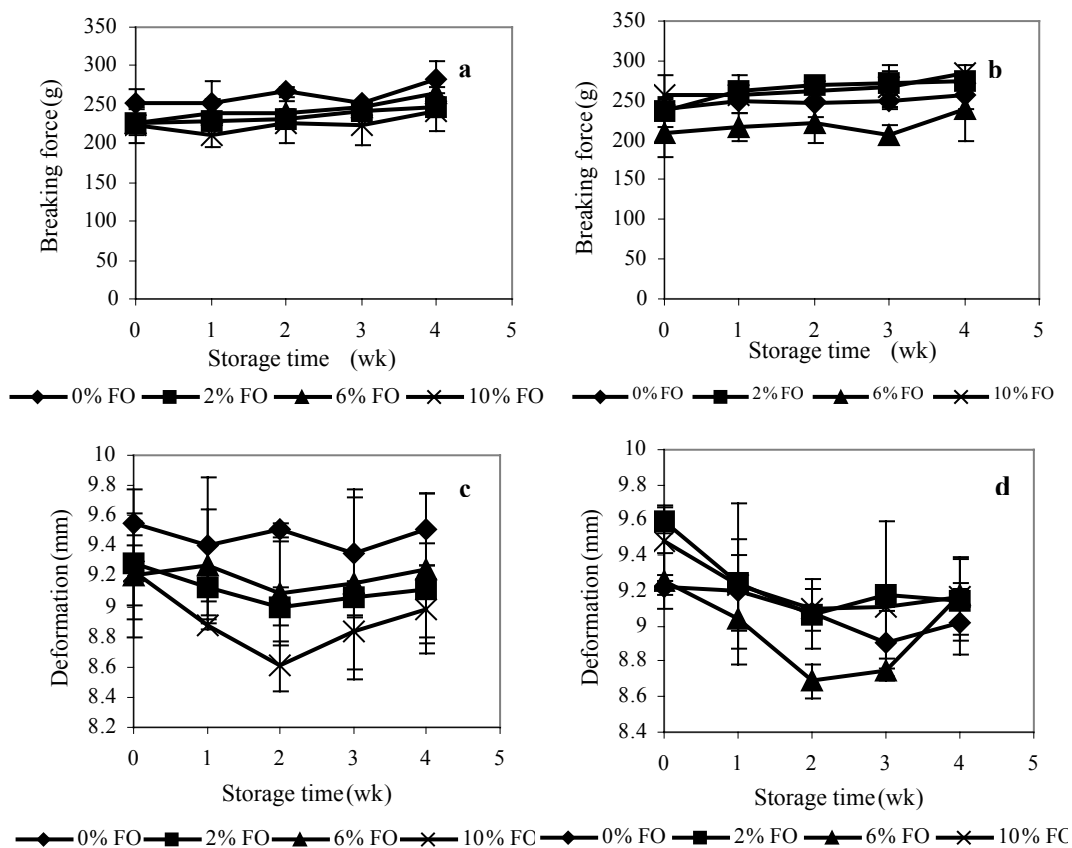 a
Breaking force (g)
350
300
250
200
150
100
50
0
0 1 2 3 4 5
Storage time (wk)
0% FO 2% FO 6% FO 10% FO
b
Breaking force (g)
350
300
250
200
150
100
50
0
0 1 2 3 4 5
Storage time (wk)
0% FO 2% FO 6% FO 10% FO
c
Deformation (mm)
10
9.8
9.6
9.4
9.2
9
8.8
8.6
8.4
8.2
0 1 2 3 4 5
Storage time (wk)
0% FO 2% FO 6% FO 10% FO
d
Deformation (mm)
10
9.8
9.6
9.4
9.2
9
8.8
8.6
8.4
0 1 2 3 4 5
Storage time (wk)
0% FO 2% FO 6% FO 10% FO